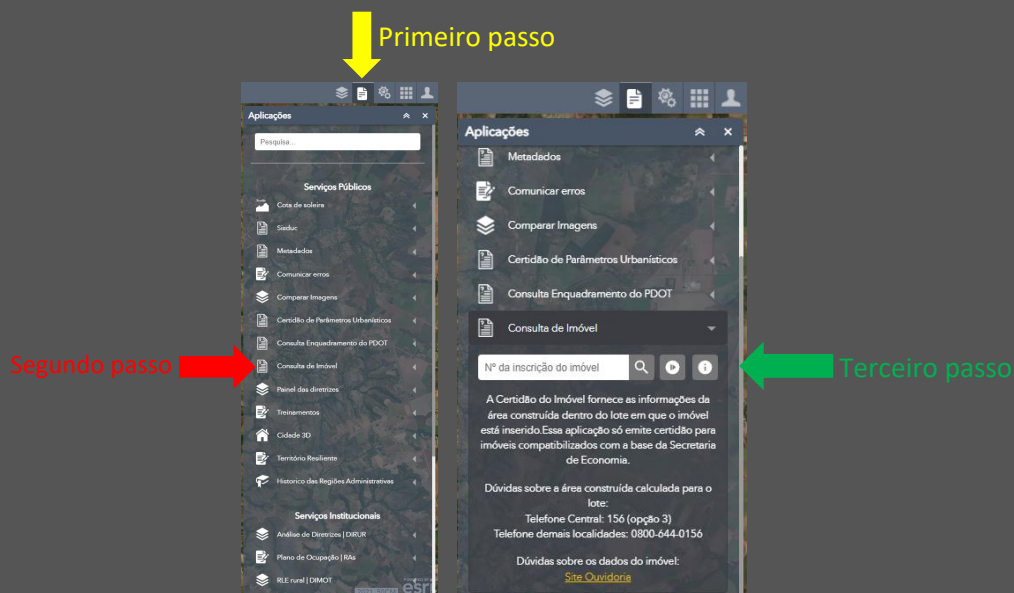 Primeiro passo
Aplicações
Pesquisa...
Serviços Públicos
Cota de soleira
Siaduc
Metadados
Comunicar erros
Comparar Imagens
Certidão de Parâmetros Urbanísticos
Consulta Enquadramento do PDOT
Segundo passo
Consulta de Imóvel
Painel das diretrizes
Treinamentos
Cidade 3D
Território Resiliente
Historico das Regiões Administrativas
Serviços Institucionais
Análise de Diretrizes | DIRUR
Plano de Ocupação | RAs
RLE rural | DIMOT
esri
Aplicações
Metadados
Comunicar erros
Comparar Imagens
Certidão de Parâmetros Urbanísticos
Consulta Enquadramento do PDOT
Consulta de Imóvel
Nº da inscrição do imóvel
Terceiro passo
A Certidão do Imóvel fornece as informações da
área construída dentro do lote em que o imóvel
está inserido.Essa aplicação só emite certidão para
imóveis compatibilizados com a base da Secretaria
de Economia.
Dúvidas sobre a área construída calculada para o
lote:
Telefone Central: 156 (opção 3)
Telefone demais localidades: 0800-644-0156
Dúvidas sobre os dados do imóvel:
Site Ouvidoria